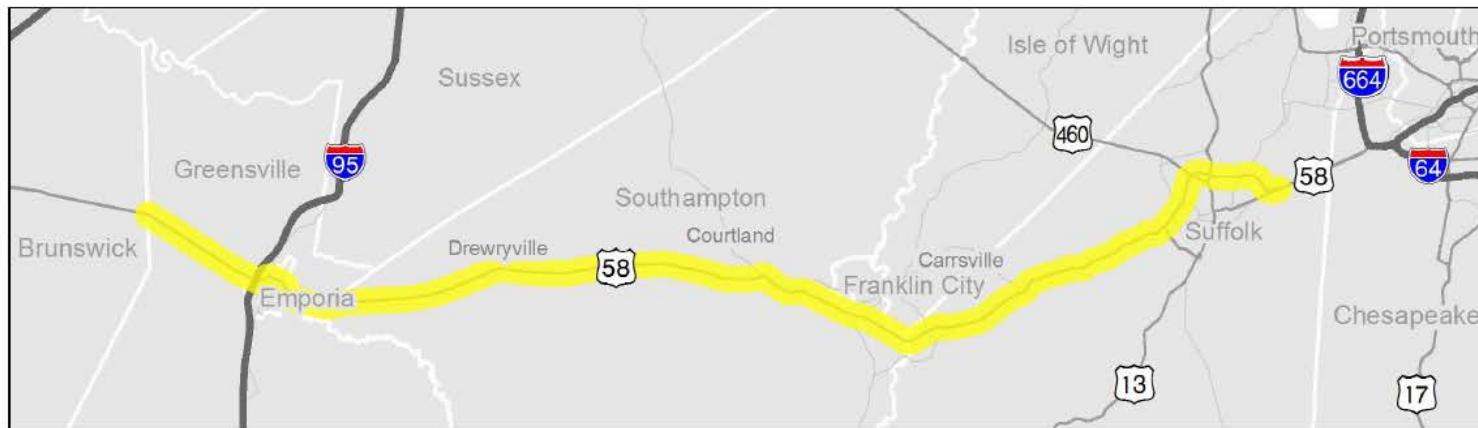 Portsmouth
Isle of Wight
Sussex
664
460
Greensville
95
64
58
Southampton
Suffolk
Brunswick
Drewryville
Courtland
58
Carrsville
Franklin City
Emporia
Chesapeake
13
17